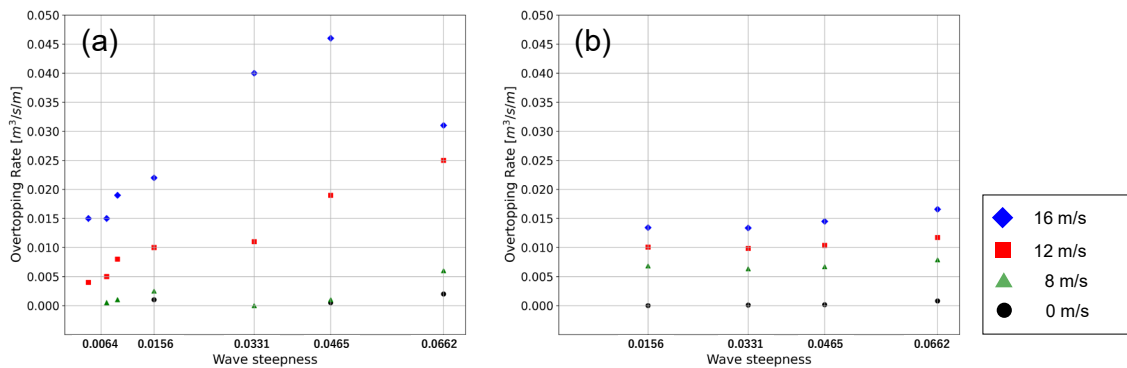 (a)
Overtopping Rate [m³/s/m]
0.050
0.045
0.040
0.035
0.030
0.025
0.020
0.015
0.010
0.005
0.000
0.0064 0.0156 0.0331 0.0465 0.0662
Wave steepness
(b)
Overtopping Rate [m³/s/m]
0.050
0.045
0.040
0.035
0.030
0.025
0.020
0.015
0.010
0.005
0.000
0.0156 0.0331 0.0465 0.0662
Wave steepness
16 m/s
12 m/s
8 m/s
0 m/s